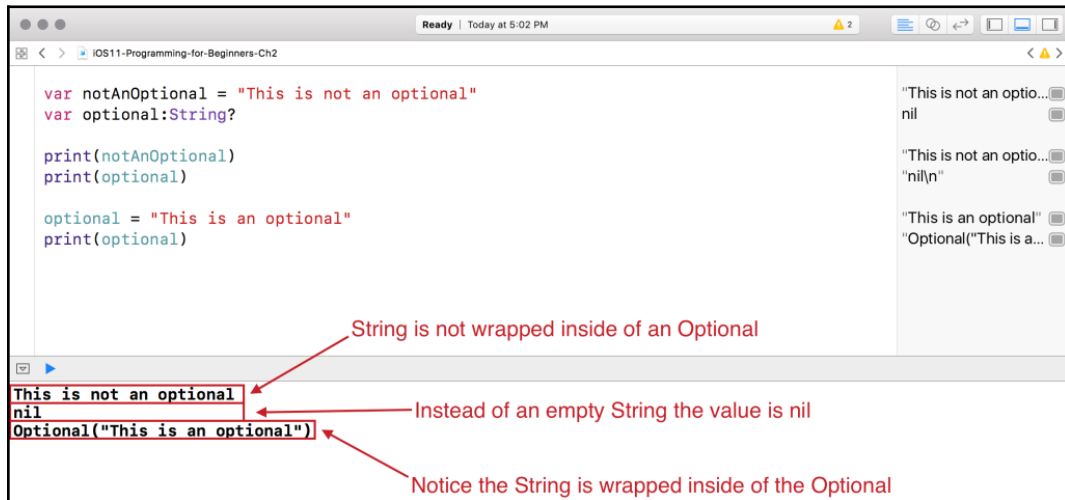 Ready | Today at 5:02 PM
2
iOS11-Programming-for-Beginners-Ch2
var notAnOptional = "This is not an optional"
"This is not an optio...
var optional:String?
nil
print(notAnOptional)
"This is not an optio...
print(optional)
"nil\n"
optional = "This is an optional"
"This is an optional"
print(optional)
"Optional("This is a...
String is not wrapped inside of an Optional
This is not an optional
nil
Instead of an empty String the value is nil
Optional("This is an optional")
Notice the String is wrapped inside of the Optional